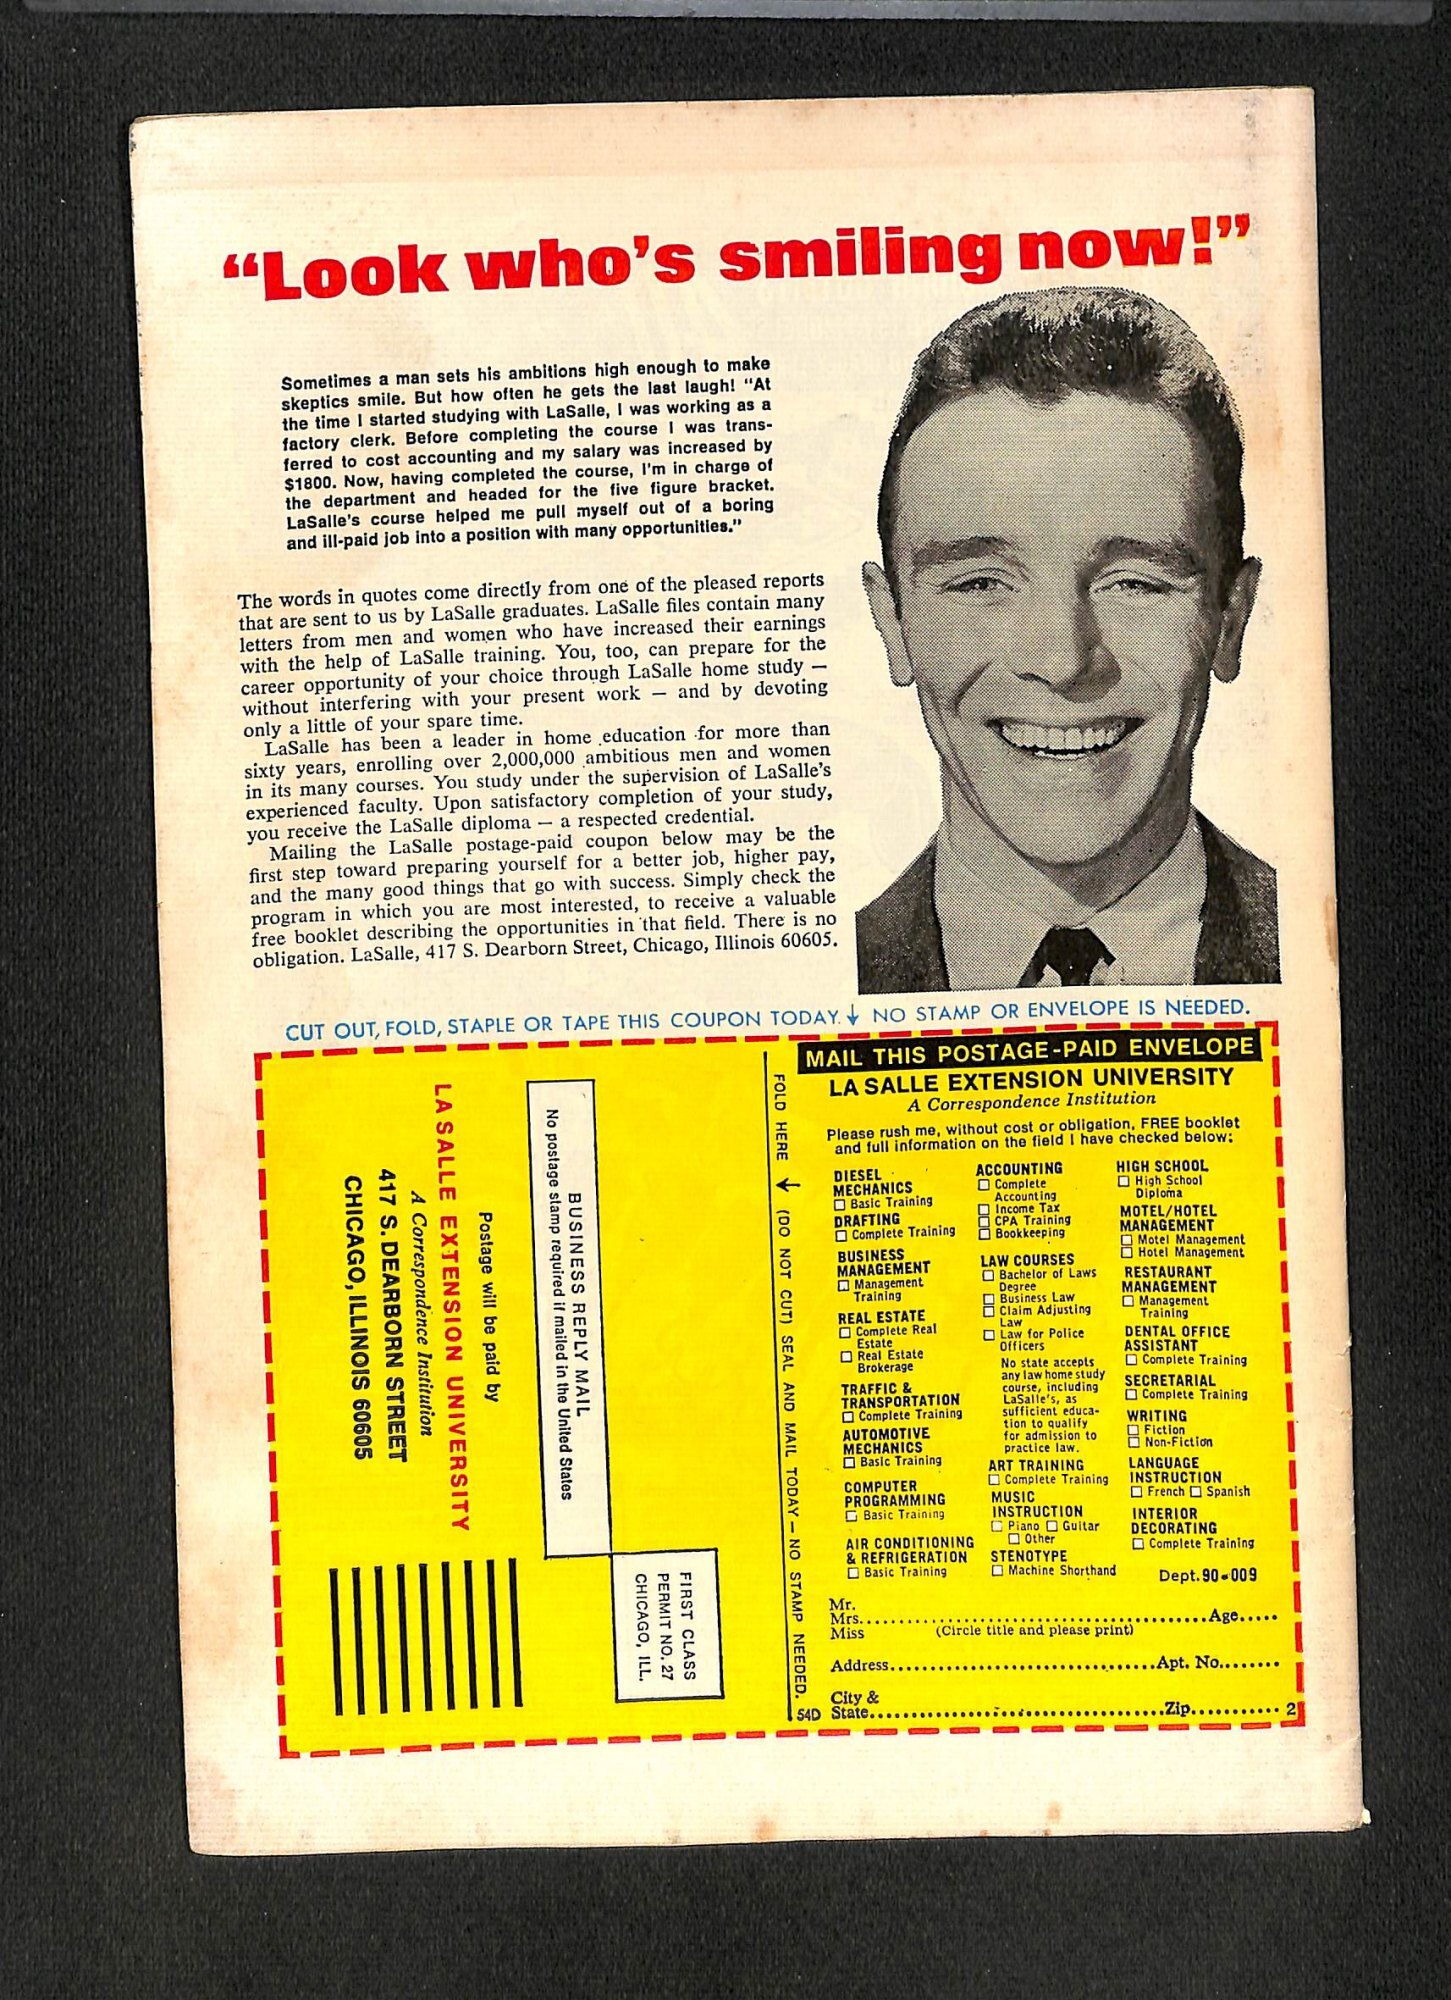 “Look who’s smiling now!”
Sometimes a man sets his ambitions high enough to make
skeptics smile. But how often he gets the last laugh! “At
the time I started studying with LaSalle, I was working as a
factory clerk. Before completing the course I was trans-
ferred to cost accounting and my salary was increased by
$1800. Now, having completed the course, I’m in charge of
the department and headed for the five figure bracket.
LaSalle’s course helped me pull myself out of a boring
and ill-paid job into a position with many opportunities.”
The words in quotes come directly from one of the pleased reports
that are sent to us by LaSalle graduates. LaSalle files contain many
letters from men and women who have increased their earnings
with the help of LaSalle training. You, too, can prepare for the
career opportunity of your choice through LaSalle home study —
without interfering with your present work — and by devoting
only a little of your spare time.
LaSalle has been a leader in home education for more than
sixty years, enrolling over 2,000,000 ambitious men and women
in its many courses. You study under the supervision of LaSalle’s
experienced faculty. Upon satisfactory completion of your study,
you receive the LaSalle diploma — a respected credential.
Mailing the LaSalle postage-paid coupon below may be the
first step toward preparing yourself for a better job, higher pay,
and the many good things that go with success. Simply check the
program in which you are most interested, to receive a valuable
free booklet describing the opportunities in that field. There is no
obligation. LaSalle, 417 S. Dearborn Street, Chicago, Illinois 60605.
CUT OUT, FOLD, STAPLE OR TAPE THIS COUPON TODAY. ↓ NO STAMP OR ENVELOPE IS NEEDED.
FIRST CLASS
PERMIT NO. 27
CHICAGO, ILL.
BUSINESS REPLY MAIL
No postage stamp required if mailed in the United States
Postage will be paid by
LA SALLE EXTENSION UNIVERSITY
A Correspondence Institution
417 S. DEARBORN STREET
CHICAGO, ILLINOIS 60605
FOLD HERE → (DO NOT CUT) SEAL AND MAIL TODAY — NO STAMP NEEDED.
MAIL THIS POSTAGE-PAID ENVELOPE
LA SALLE EXTENSION UNIVERSITY
A Correspondence Institution
Please rush me, without cost or obligation, FREE booklet
and full information on the field I have checked below:
DIESEL
MECHANICS
☐ Basic Training
DRAFTING
☐ Complete Training
BUSINESS
MANAGEMENT
☐ Management
Training
REAL ESTATE
☐ Complete Real
Estate
☐ Real Estate
Brokerage
TRAFFIC &
TRANSPORTATION
☐ Complete Training
AUTOMOTIVE
MECHANICS
☐ Basic Training
COMPUTER
PROGRAMMING
☐ Basic Training
AIR CONDITIONING
& REFRIGERATION
☐ Basic Training
ACCOUNTING
☐ Complete
Accounting
☐ Income Tax
☐ CPA Training
☐ Bookkeeping
LAW COURSES
☐ Bachelor of Laws
Degree
☐ Business Law
☐ Claim Adjusting
Law
☐ Law for Police
Officers
No state accepts
any law home study
course, including
LaSalle’s, as
sufficient educa-
tion to qualify
for admission to
practice law.
ART TRAINING
☐ Complete Training
MUSIC
INSTRUCTION
☐ Piano ☐ Guitar
☐ Other
STENOTYPE
☐ Machine Shorthand
HIGH SCHOOL
☐ High School
Diploma
MOTEL/HOTEL
MANAGEMENT
☐ Motel Management
☐ Hotel Management
RESTAURANT
MANAGEMENT
☐ Management
Training
DENTAL OFFICE
ASSISTANT
☐ Complete Training
SECRETARIAL
☐ Complete Training
WRITING
☐ Fiction
☐ Non-Fiction
LANGUAGE
INSTRUCTION
☐ French ☐ Spanish
INTERIOR
DECORATING
☐ Complete Training
Dept. 90-009
Mr.
Mrs. Age
Miss (Circle title and please print)
Address Apt. No.
City &
54D State Zip 2